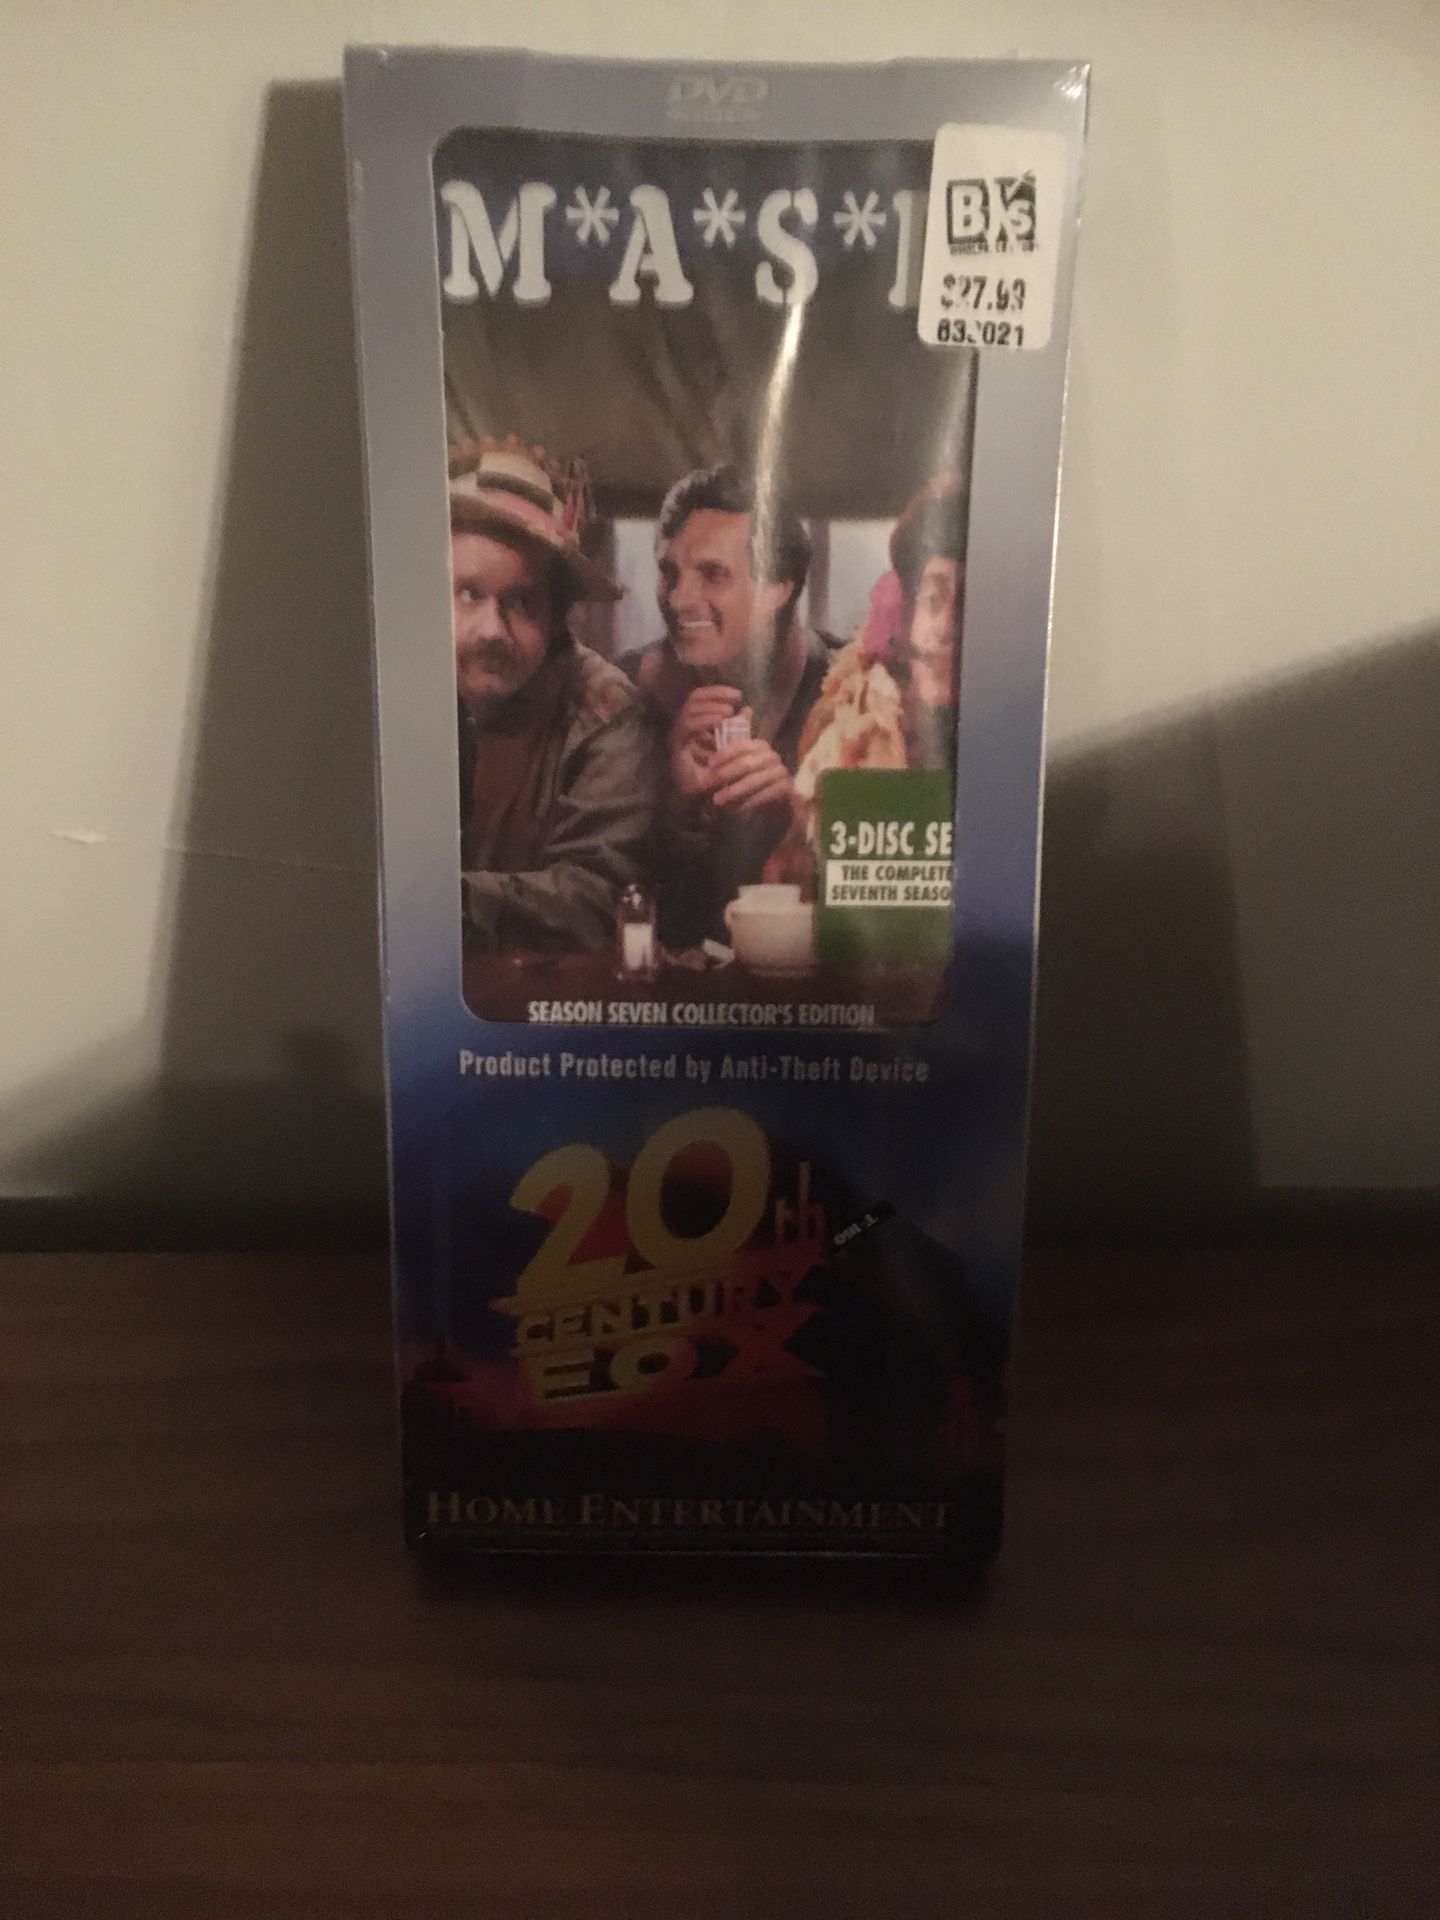 DVD
M*A*S*
BJ's
$27.99
3-DISC SE
THE COMPLETE
SEVENTH SEASO
SEASON SEVEN COLLECTOR'S EDITION
Product Protected by Anti-Theft Device
20th
CENTURY
FOX
HOME ENTERTAINMENT